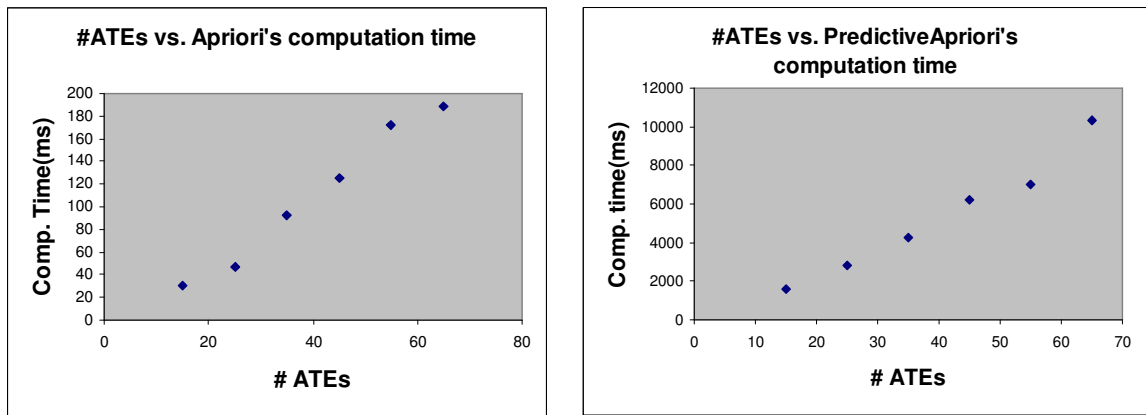 #ATEs vs. Apriori's computation time
Comp. Time(ms)
200
180
160
140
120
100
80
60
40
20
0
0 20 40 60 80
# ATEs
#ATEs vs. PredictiveApriori's
computation time
Comp. time(ms)
12000
10000
8000
6000
4000
2000
0
0 10 20 30 40 50 60 70
# ATEs